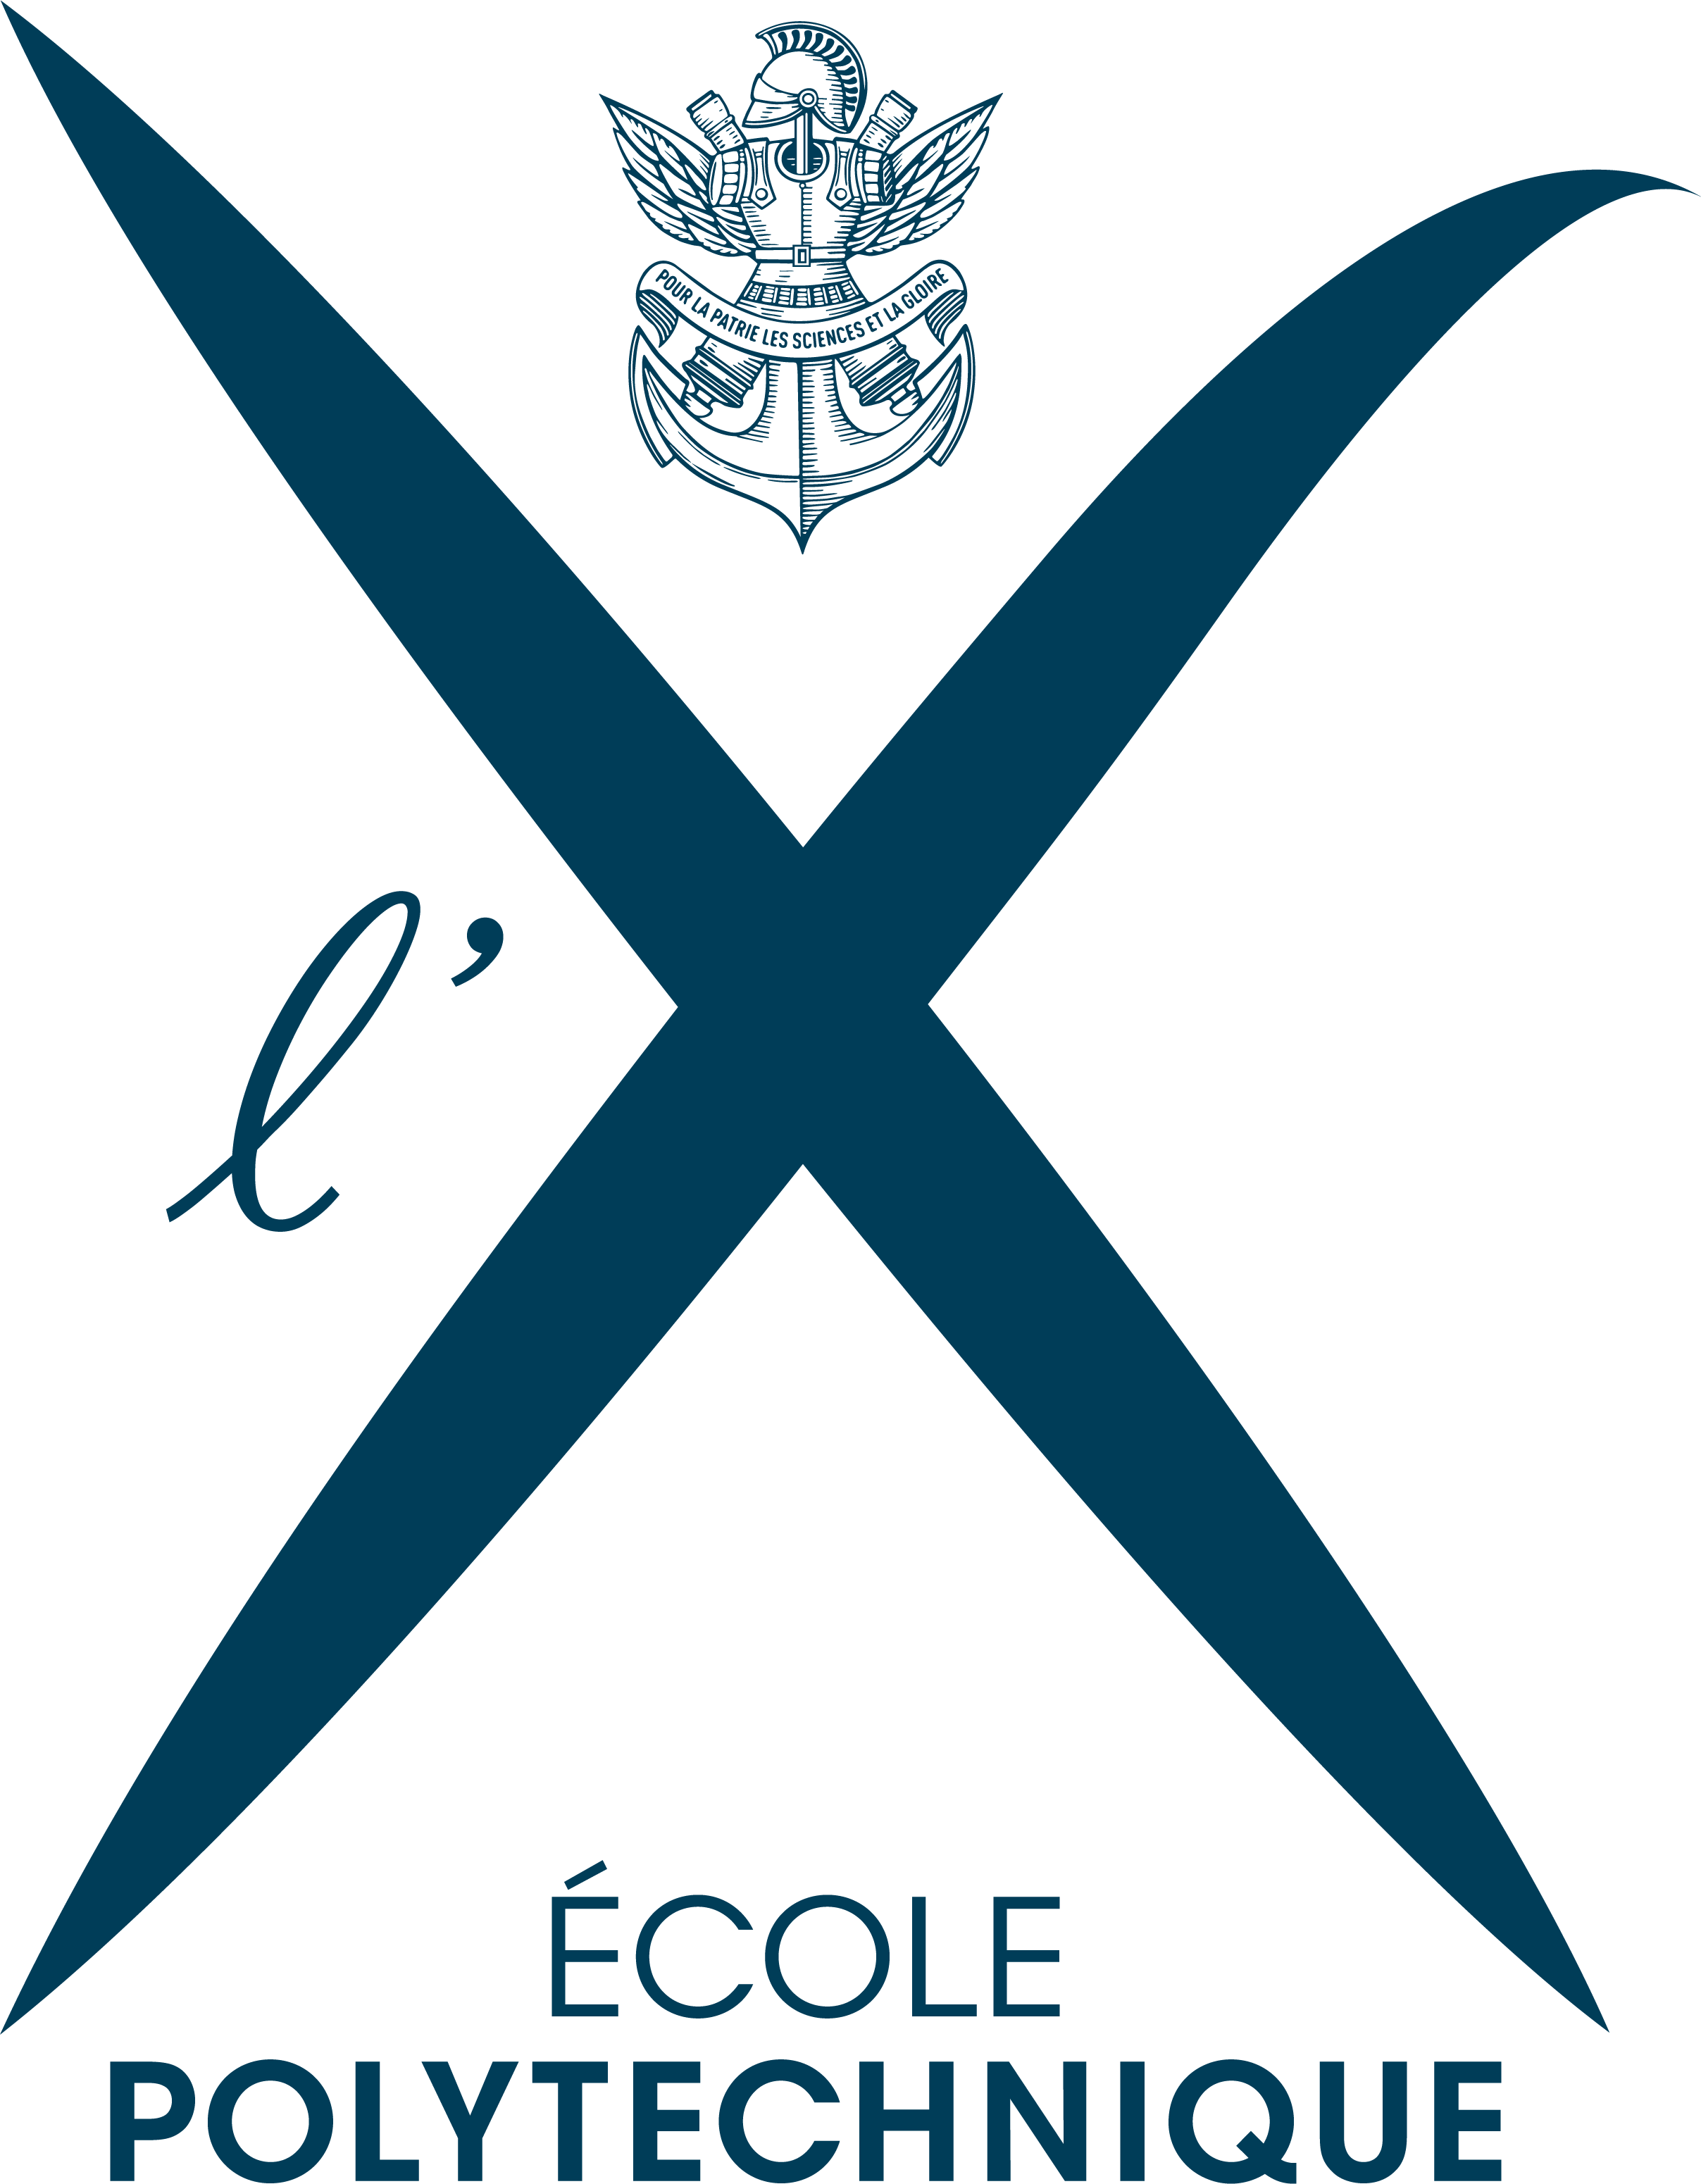 POUR LA PATRIE LES SCIENCES ET LA GLOIRE
l’X
ÉCOLE
POLYTECHNIQUE